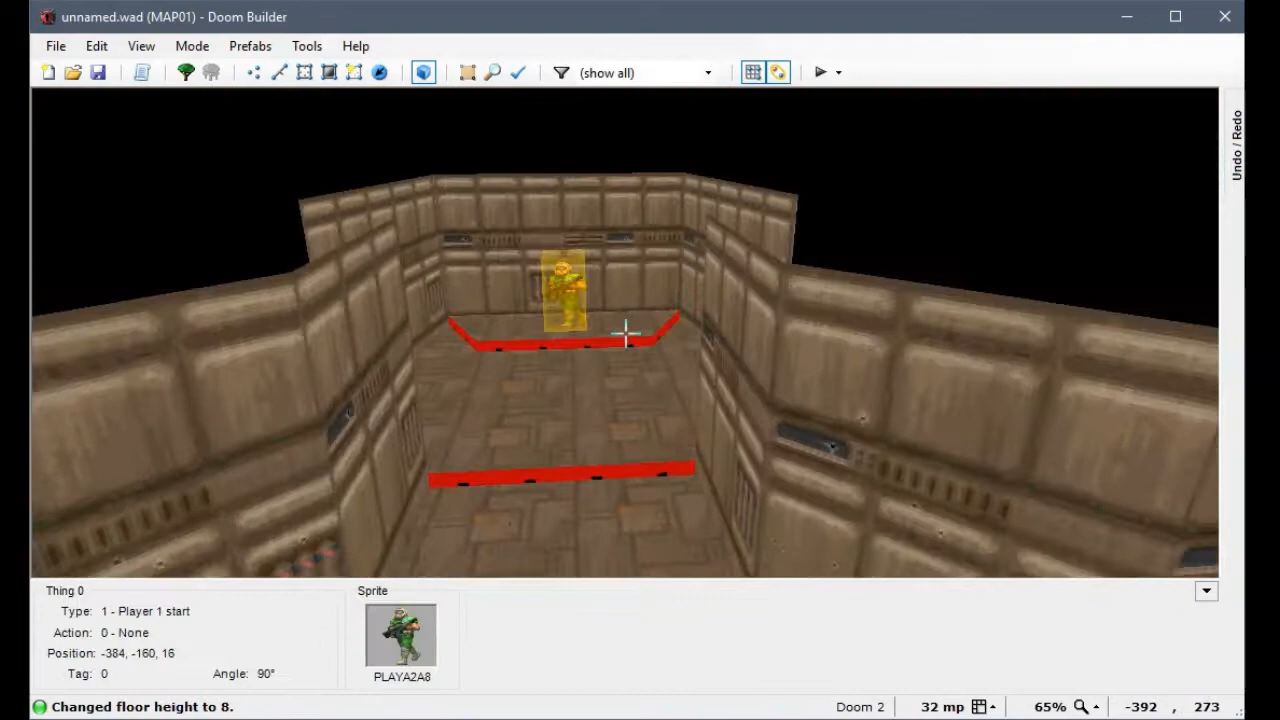 unnamed.wad (MAP01) - Doom Builder
File Edit View Mode Prefabs Tools Help
(show all)
Undo / Redo
Thing 0
Type: 1 - Player 1 start
Action: 0 - None
Position: -384, -160, 16
Tag: 0 Angle: 90°
Sprite
PLAYA2A8
Changed floor height to 8.
Doom 2 32 mp 65% -392 , 273